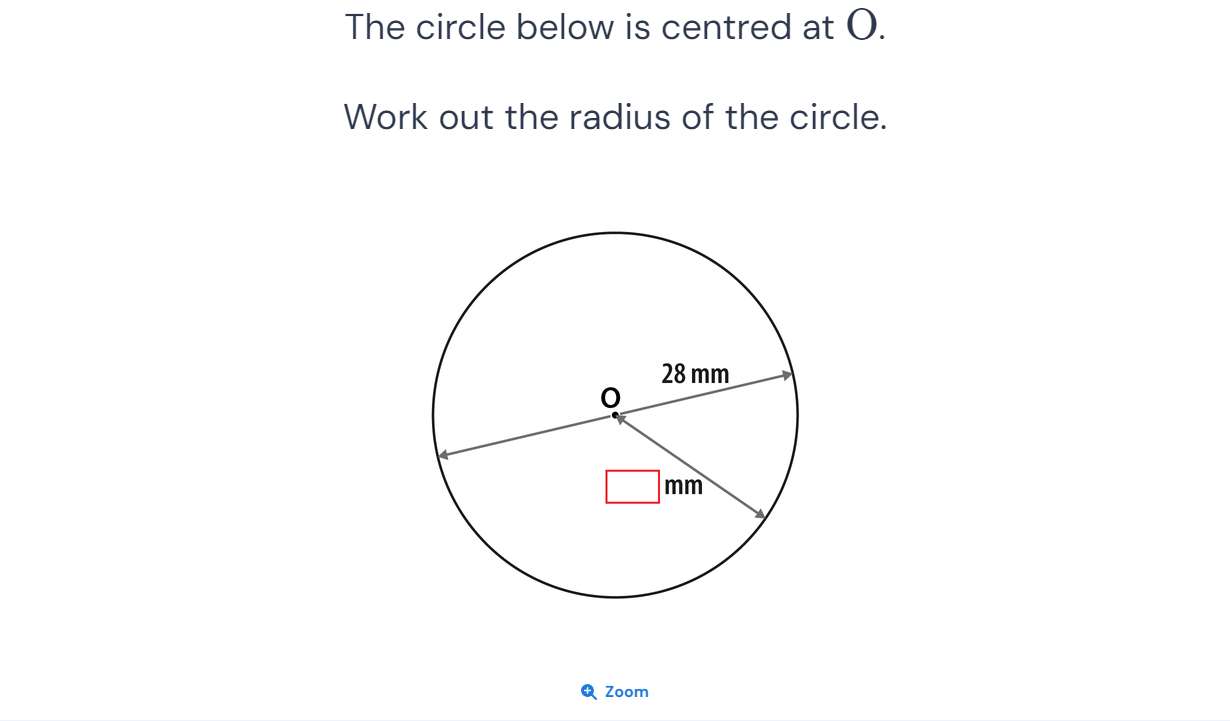 The circle below is centred at O.
Work out the radius of the circle.
28 mm
O
mm
Zoom